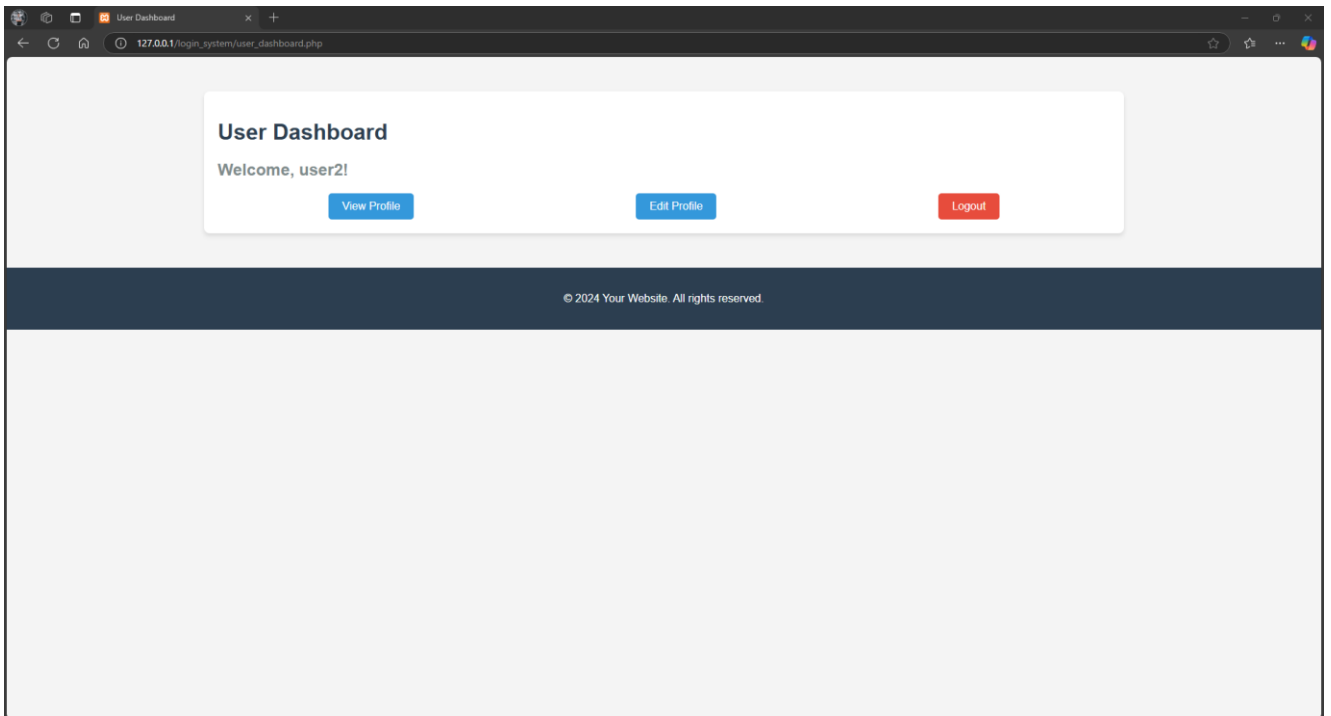 User Dashboard
127.0.0.1/login_system/user_dashboard.php
User Dashboard
Welcome, user2!
View Profile Edit Profile Logout
© 2024 Your Website. All rights reserved.